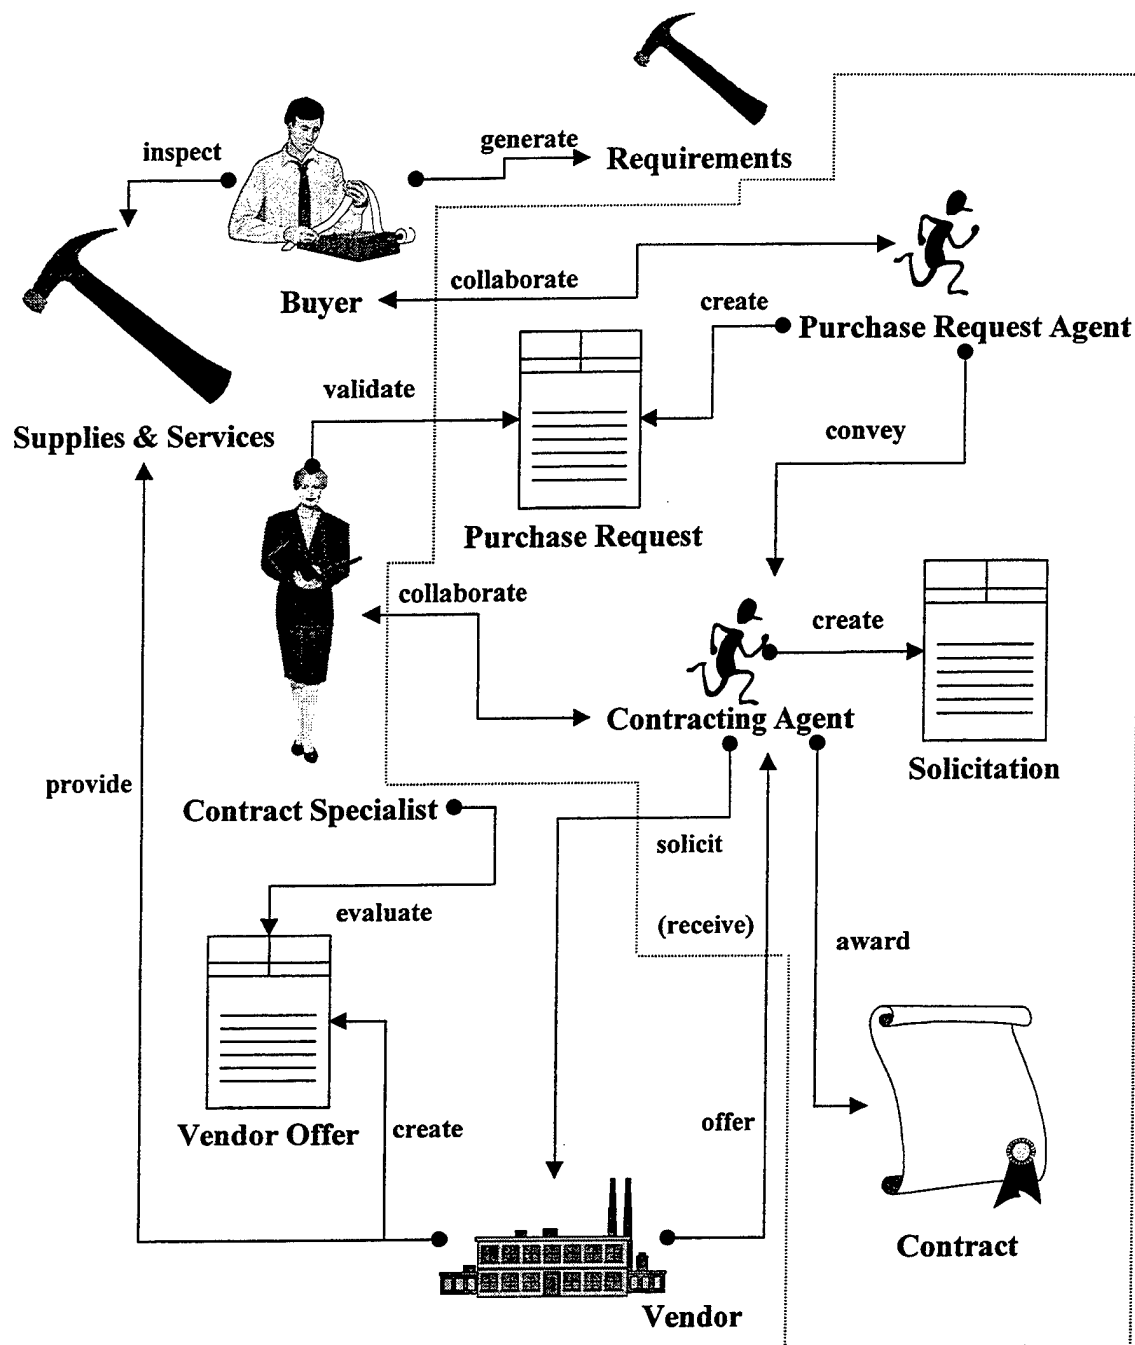 generate
inspect
Requirements
collaborate
Buyer
create
Purchase Request Agent
validate
convey
Supplies & Services
Purchase Request
collaborate
create
Contracting Agent
Solicitation
provide
Contract Specialist
solicit
evaluate
(receive)
award
offer
Vendor Offer
create
Contract
Vendor